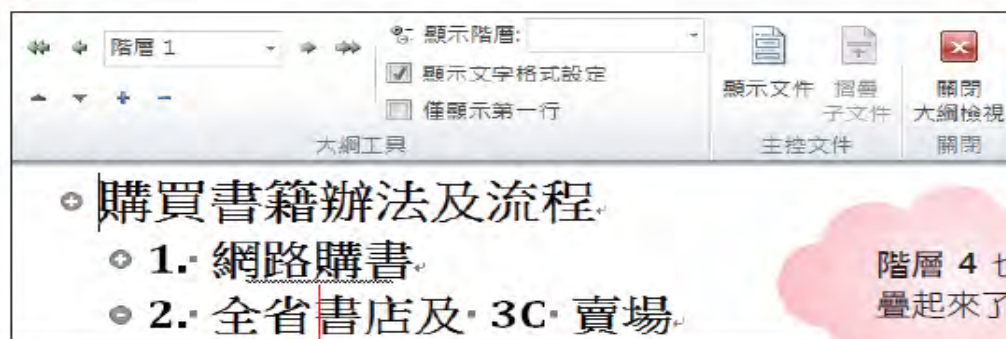 階層 1
顯示階層:
顯示文字格式設定
僅顯示第一行
大綱工具
顯示文件
摺疊
子文件
主控文件
關閉
大綱檢視
關閉
購買書籍辦法及流程
1. 網路購書
2. 全省書店及 3C 賣場
階層 4
疊起來了